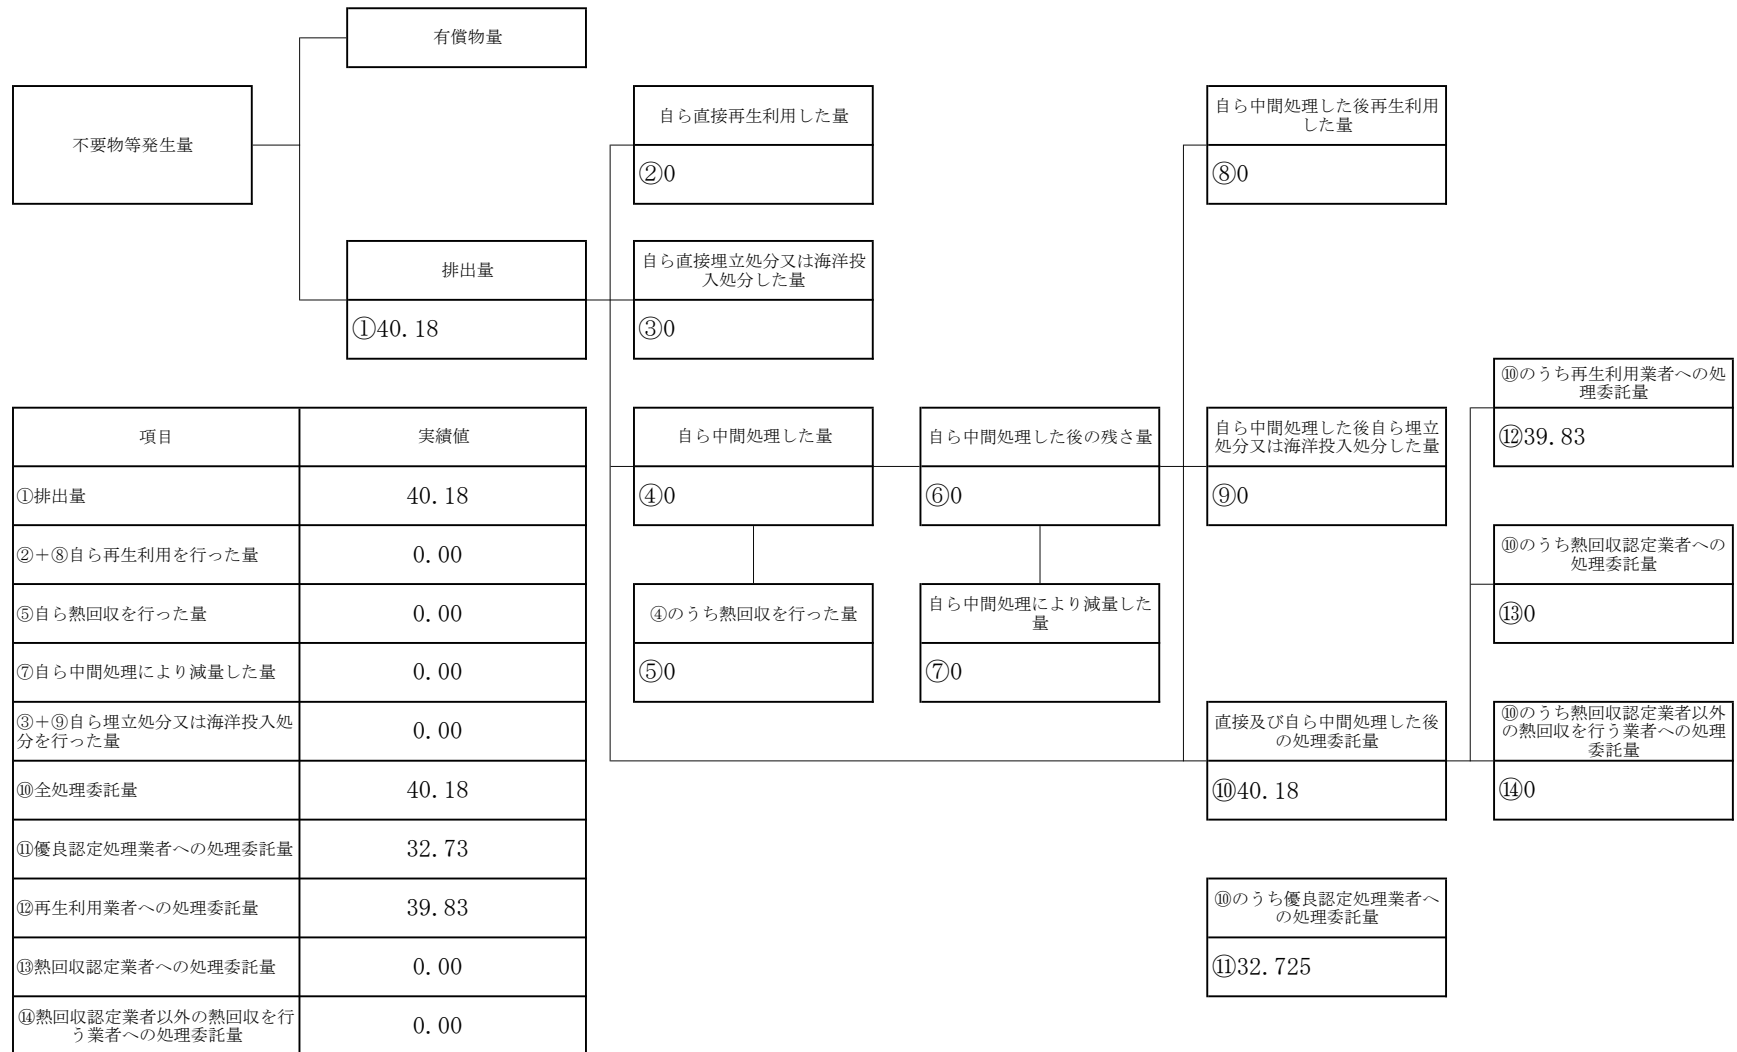 有償物量
不要物等発生量
自ら直接再生利用した量
②0
自ら中間処理した後再生利用
した量
⑧0
排出量
①40.18
自ら直接埋立処分又は海洋投
入処分した量
③0
自ら中間処理した量
④0
自ら中間処理した後の残さ量
⑥0
自ら中間処理した後自ら埋立
処分又は海洋投入処分した量
⑨0
⑩のうち再生利用業者への処
理委託量
⑫39.83
⑩のうち熱回収認定業者への
処理委託量
⑬0
④のうち熱回収を行った量
⑤0
自ら中間処理により減量した
量
⑦0
直接及び自ら中間処理した後
の処理委託量
⑩40.18
⑩のうち熱回収認定業者以外
の熱回収を行う業者への処理
委託量
⑭0
⑩のうち優良認定処理業者へ
の処理委託量
⑪32.725
項目 実績値
①排出量 40.18
②＋⑧自ら再生利用を行った量 0.00
⑤自ら熱回収を行った量 0.00
⑦自ら中間処理により減量した量 0.00
③＋⑨自ら埋立処分又は海洋投入処
分を行った量 0.00
⑩全処理委託量 40.18
⑪優良認定処理業者への処理委託量 32.73
⑫再生利用業者への処理委託量 39.83
⑬熱回収認定業者への処理委託量 0.00
⑭熱回収認定業者以外の熱回収を行
う業者への処理委託量 0.00